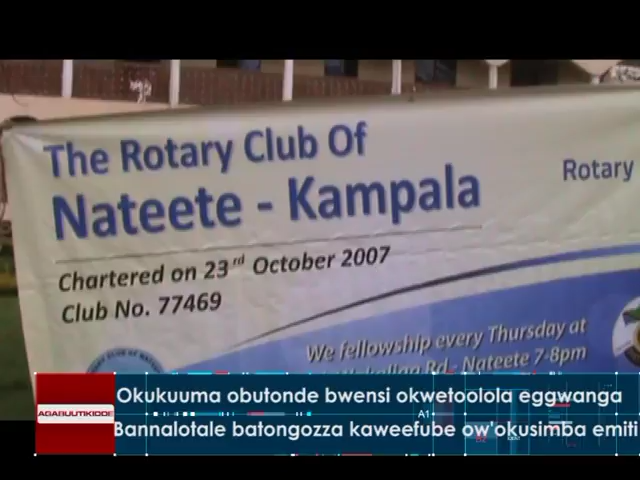 The Rotary Club Of
Nateete - Kampala
Rotary
Chartered on 23rd October 2007
Club No. 77469
We fellowship every Thursday at
Rd - Nateete 7-8pm
AGABUUTIKIDDE
Okukuuma obutonde bwensi okwetoolola eggwanga
Bannalotale batongozza kaweefube ow'okusimba emiti